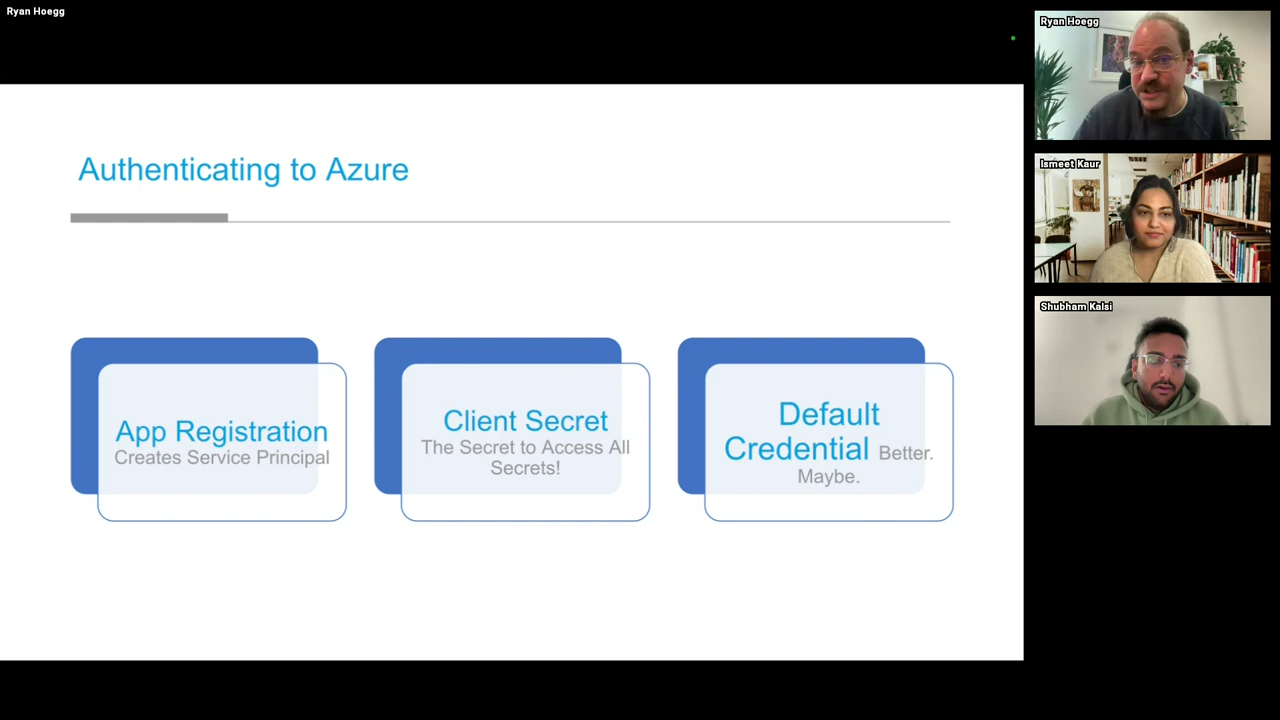 Ryan Hoegg
Authenticating to Azure
App Registration
Creates Service Principal
Client Secret
The Secret to Access All
Secrets!
Default
Credential Better.
Maybe.
Ryan Hoegg
Ismeet Kaur
Shubham Kalsi